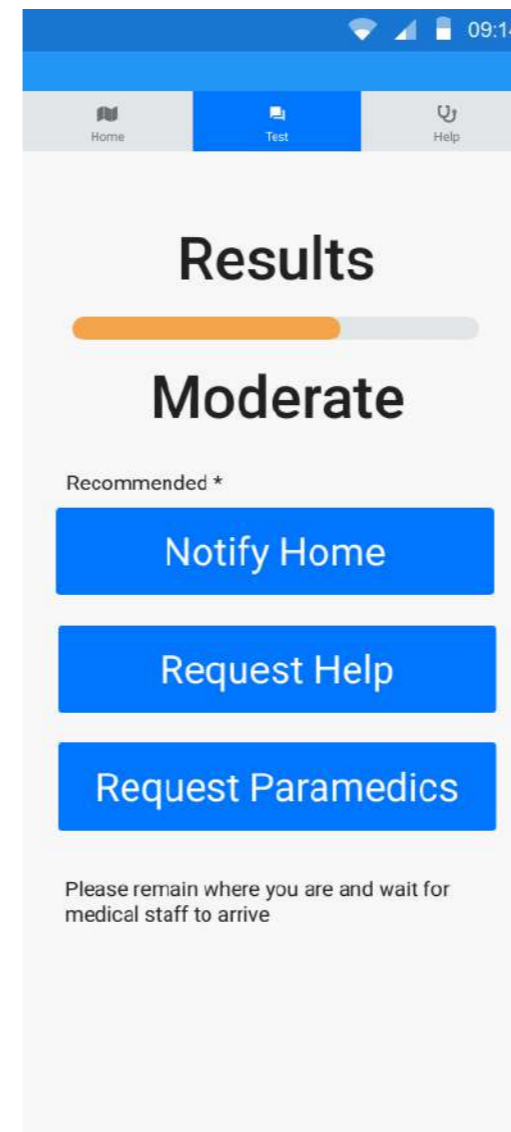 09:14
Home Test Help
Results
Moderate
Recommended *
Notify Home
Request Help
Request Paramedics
Please remain where you are and wait for
medical staff to arrive